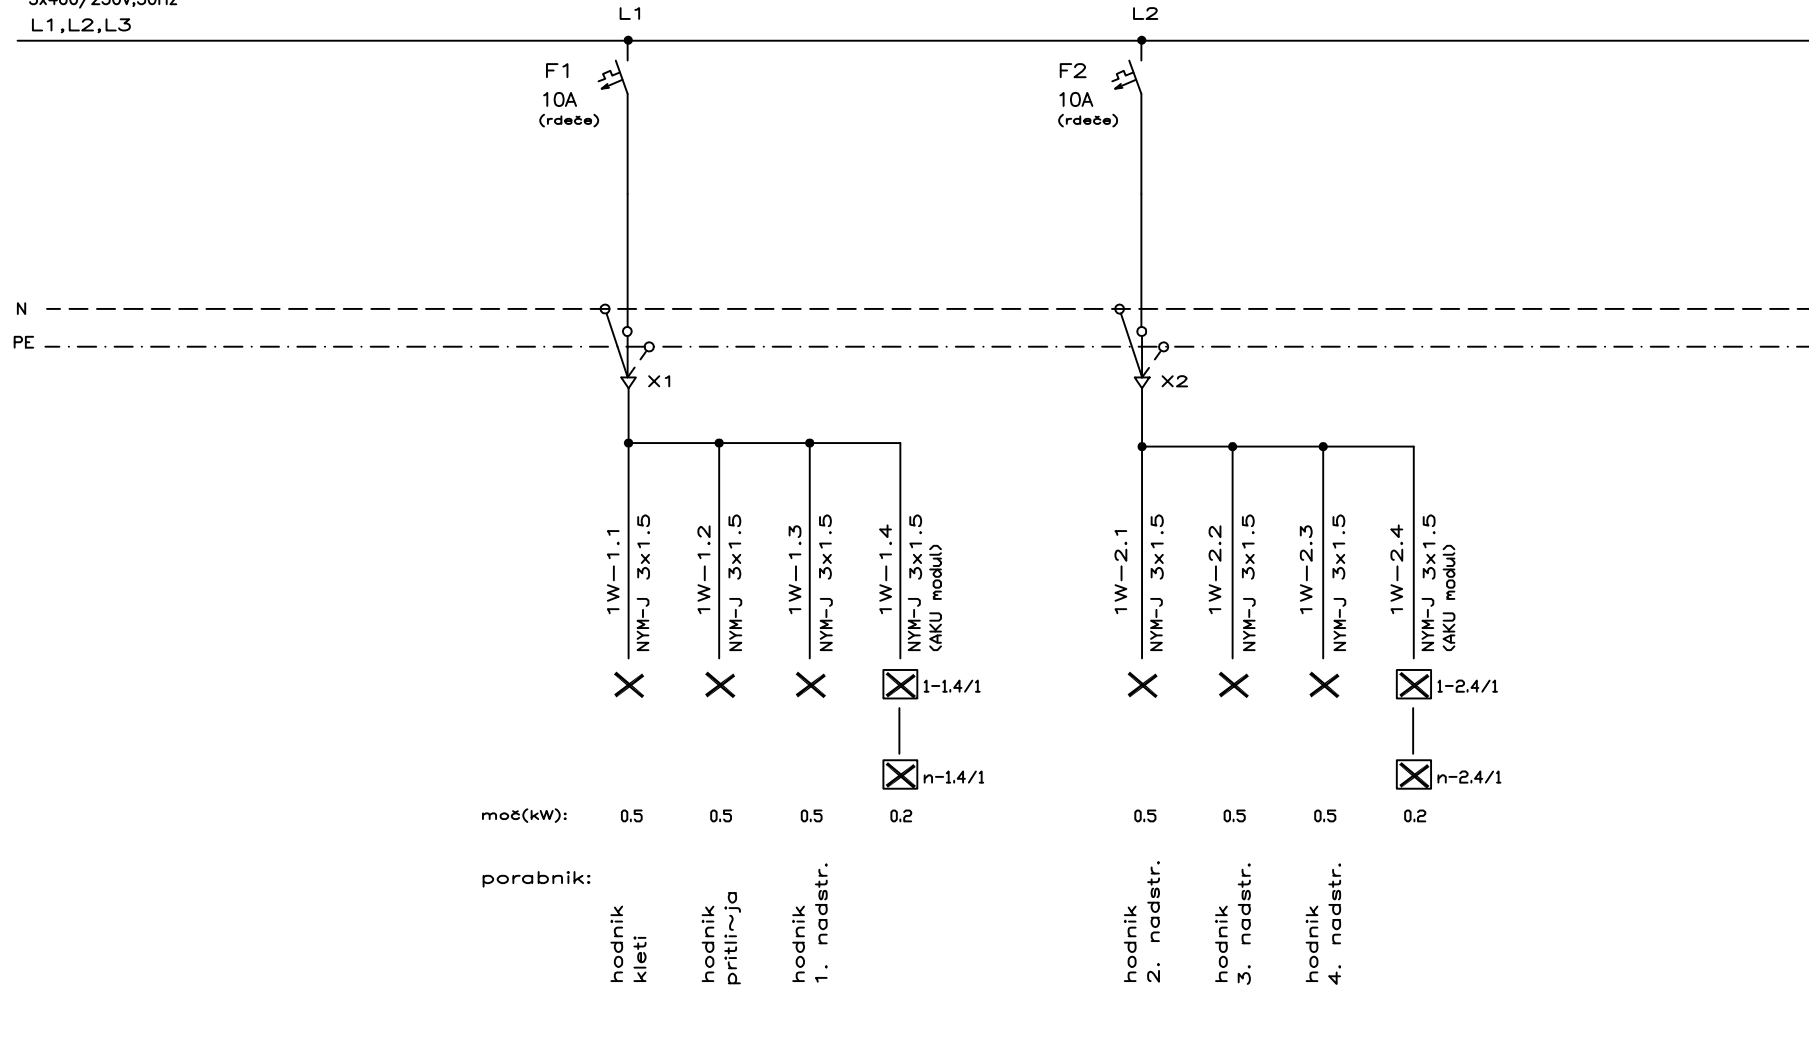 3x400/230V,50Hz
L1,L2,L3
L1
L2
F1
10A
(rdeče)
F2
10A
(rdeče)
N
PE
X1
X2
1W-1.1
NYM-J 3x1.5
1W-1.2
NYM-J 3x1.5
1W-1.3
NYM-J 3x1.5
1W-1.4
NYM-J 3x1.5
(AKU modul)
1W-2.1
NYM-J 3x1.5
1W-2.2
NYM-J 3x1.5
1W-2.3
NYM-J 3x1.5
1W-2.4
NYM-J 3x1.5
(AKU modul)
1-1.4/1
1-2.4/1
n-1.4/1
n-2.4/1
moč(kW): 0.5 0.5 0.5 0.2 0.5 0.5 0.5 0.2
porabnik:
hodnik
kleti
hodnik
pritli~ja
hodnik
1. nadstr.
hodnik
2. nadstr.
hodnik
3. nadstr.
hodnik
4. nadstr.